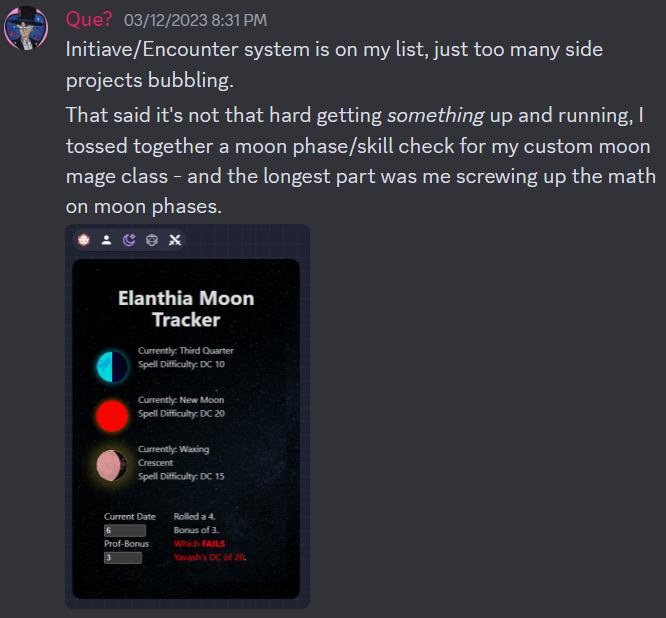 Que? 03/12/2023 8:31 PM
Initiave/Encounter system is on my list, just too many side
projects bubbling.
That said it's not that hard getting something up and running, I
tossed together a moon phase/skill check for my custom moon
mage class - and the longest part was me screwing up the math
on moon phases.
Elanthia Moon
Tracker
Currently: Third Quarter
Spell Difficulty: DC 10
Currently: New Moon
Spell Difficulty: DC 20
Currently: Waxing
Crescent
Spell Difficulty: DC 15
Current Date
6
Prof-Bonus
3
Rolled a 4.
Bonus of 3.
Which FAILS
Yavash's DC of 20.